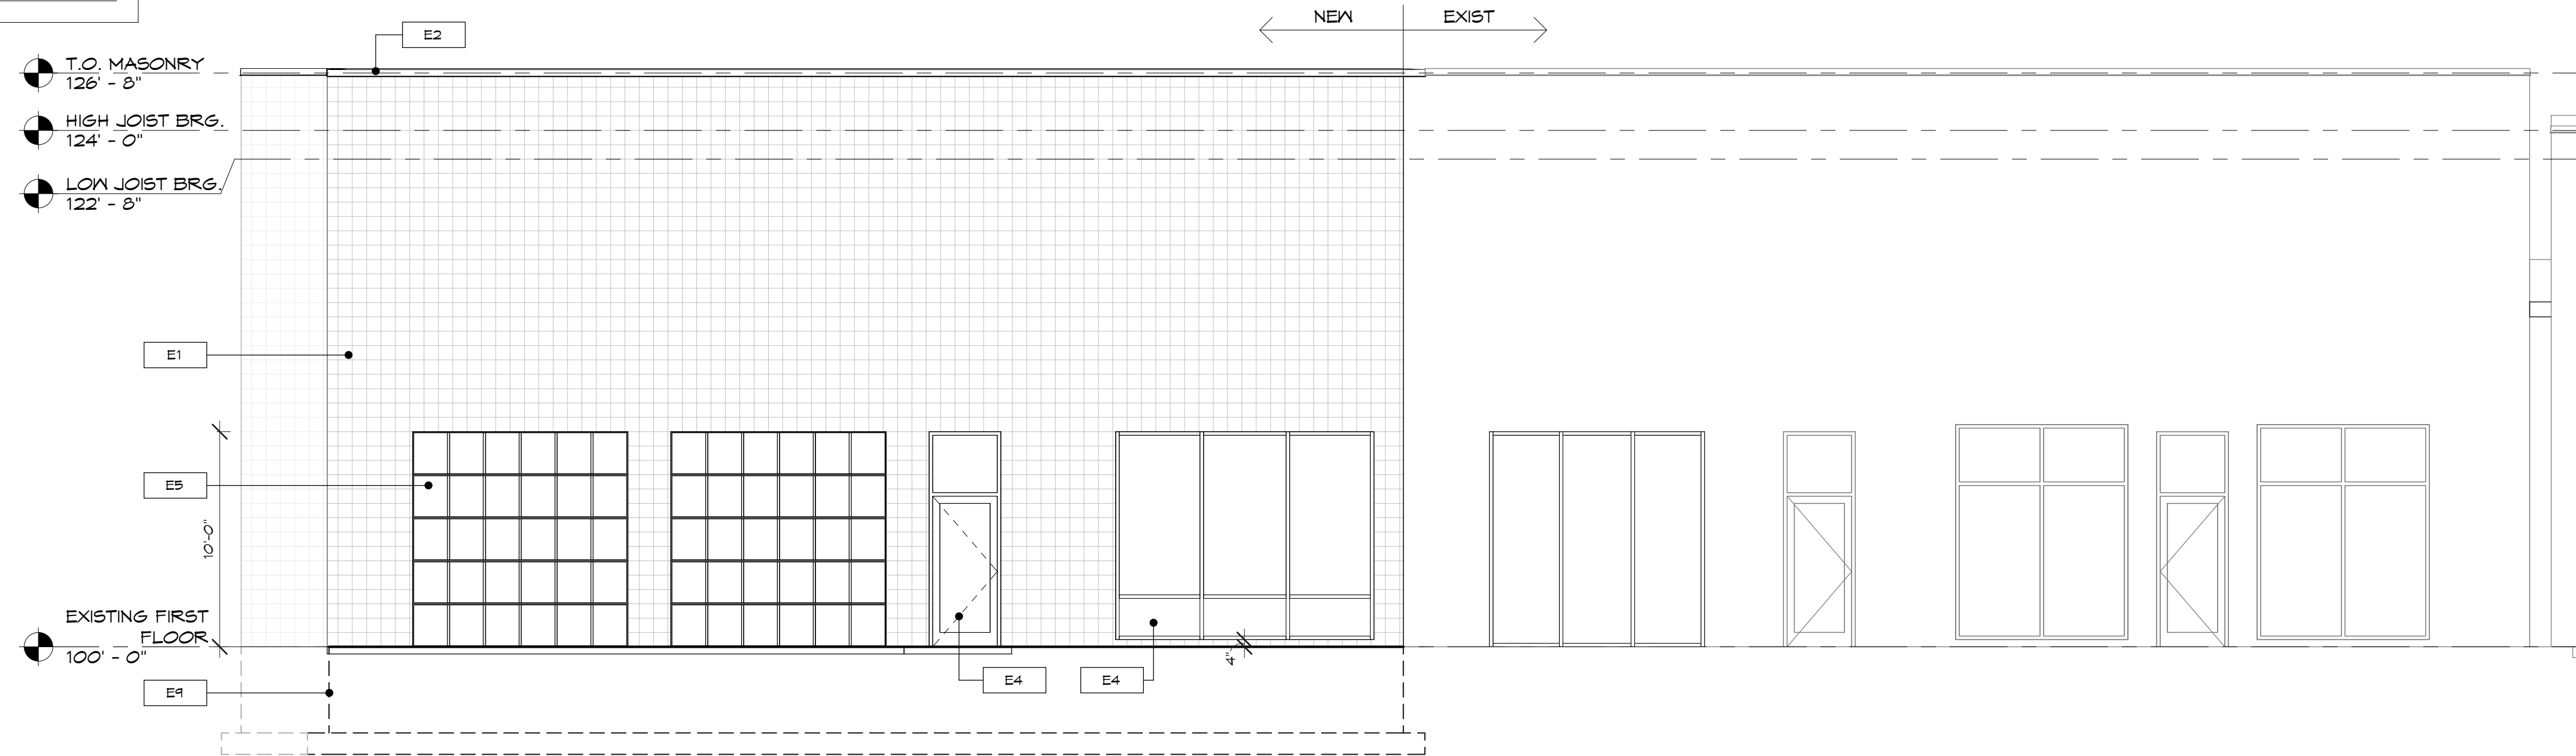 NEW
EXIST
E2
T.O. MASONRY
126' - 8"
HIGH JOIST BRG.
124' - 0"
LOW JOIST BRG.
122' - 8"
E1
E5
10'-0"
EXISTING FIRST
FLOOR
100' - 0"
4"
E4
E4
E9